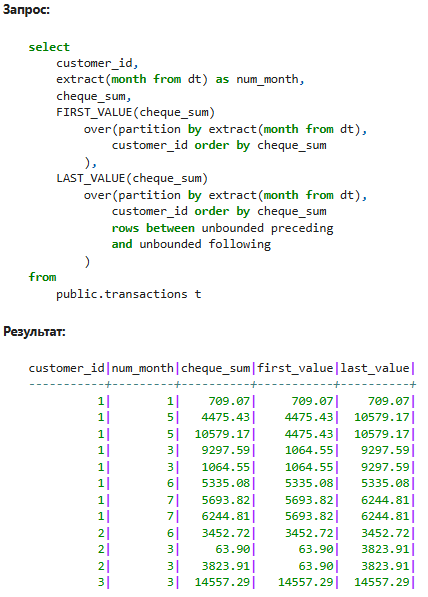 Запрос:
select
customer_id,
extract(month from dt) as num_month,
cheque_sum,
FIRST_VALUE(cheque_sum)
over(partition by extract(month from dt),
customer_id order by cheque_sum
),
LAST_VALUE(cheque_sum)
over(partition by extract(month from dt),
customer_id order by cheque_sum
rows between unbounded preceding
and unbounded following
)
from
public.transactions t
Результат:
customer_id|num_month|cheque_sum|first_value|last_value|
-----------+---------+----------+-----------+----------+
1| 1| 709.07| 709.07| 709.07|
1| 5| 4475.43| 4475.43| 10579.17|
1| 5| 10579.17| 4475.43| 10579.17|
1| 3| 9297.59| 1064.55| 9297.59|
1| 3| 1064.55| 1064.55| 9297.59|
1| 6| 5335.08| 5335.08| 5335.08|
1| 7| 5693.82| 5693.82| 6244.81|
1| 7| 6244.81| 5693.82| 6244.81|
2| 6| 3452.72| 3452.72| 3452.72|
2| 3| 63.90| 63.90| 3823.91|
2| 3| 3823.91| 63.90| 3823.91|
3| 3| 14557.29| 14557.29| 14557.29|